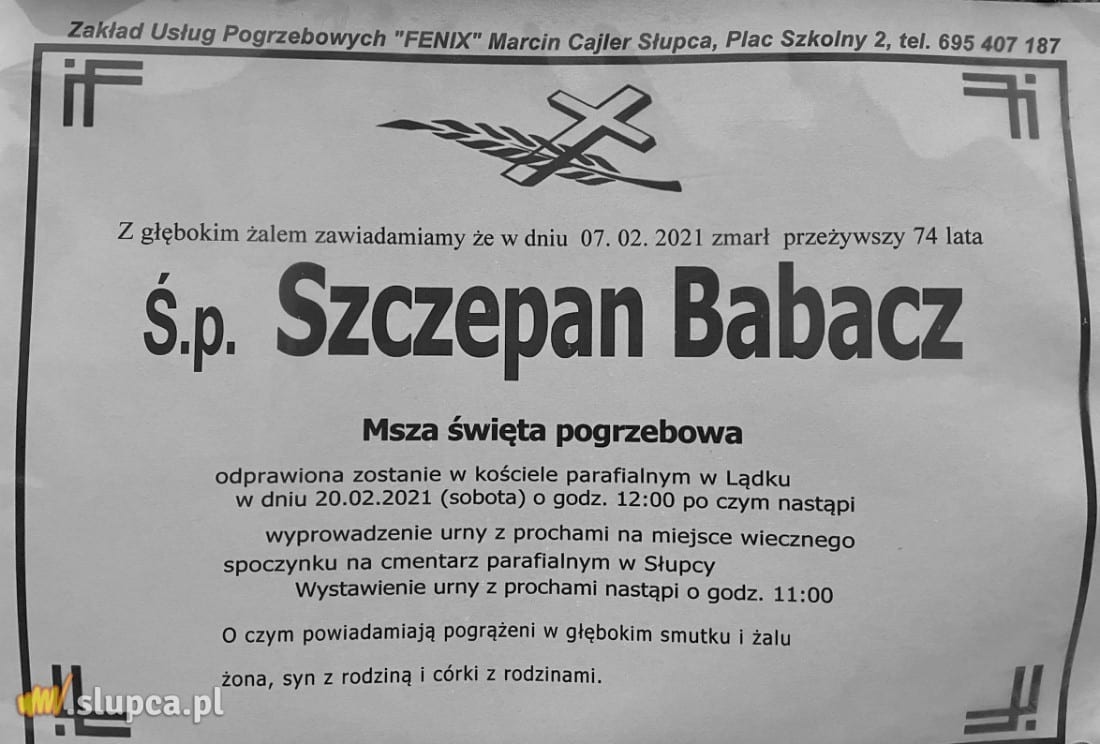 Zakład Usług Pogrzebowych "FENIX" Marcin Cajler Słupca, Plac Szkolny 2, tel. 695 407 187
Z głębokim żalem zawiadamiamy że w dniu 07. 02. 2021 zmarł przeżywszy 74 lata
Ś.p. Szczepan Babacz
Msza święta pogrzebowa
odprawiona zostanie w kościele parafialnym w Lądku
w dniu 20.02.2021 (sobota) o godz. 12:00 po czym nastąpi
wyprowadzenie urny z prochami na miejsce wiecznego
spoczynku na cmentarz parafialnym w Słupcy
Wystawienie urny z prochami nastąpi o godz. 11:00
O czym powiadamiają pogrążeni w głębokim smutku i żalu
żona, syn z rodziną i córki z rodzinami.
.slupca.pl